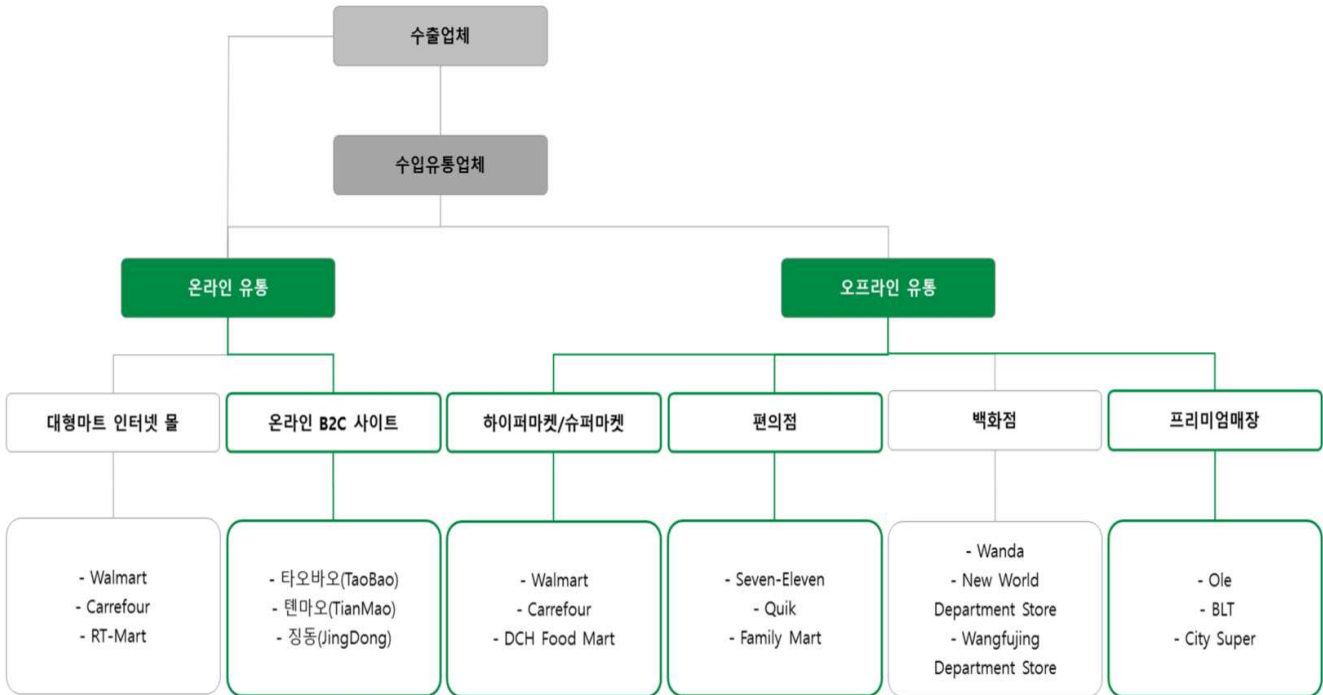 수출업체
수입유통업체
온라인 유통
오프라인 유통
대형마트 인터넷 몰
온라인 B2C 사이트
하이퍼마켓/슈퍼마켓
편의점
백화점
프리미엄매장
- Walmart
- Carrefour
- RT-Mart
- 타오바오(TaoBao)
- 톈마오(TianMao)
- 징동(JingDong)
- Walmart
- Carrefour
- DCH Food Mart
- Seven-Eleven
- Quik
- Family Mart
- Wanda
- New World
Department Store
- Wangfujing
Department Store
- Ole
- BLT
- City Super